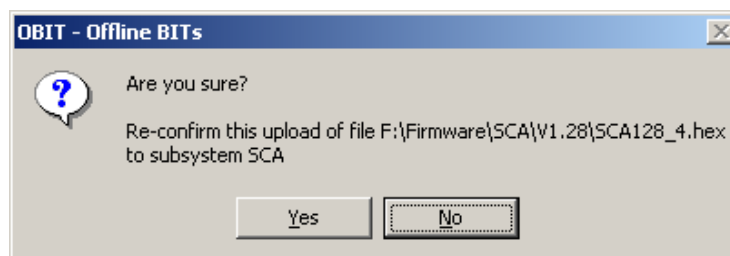 OBIT - Offline BITs
Are you sure?
Re-confirm this upload of file F:\Firmware\SCA\V1.28\SCA128_4.hex
to subsystem SCA
Yes No